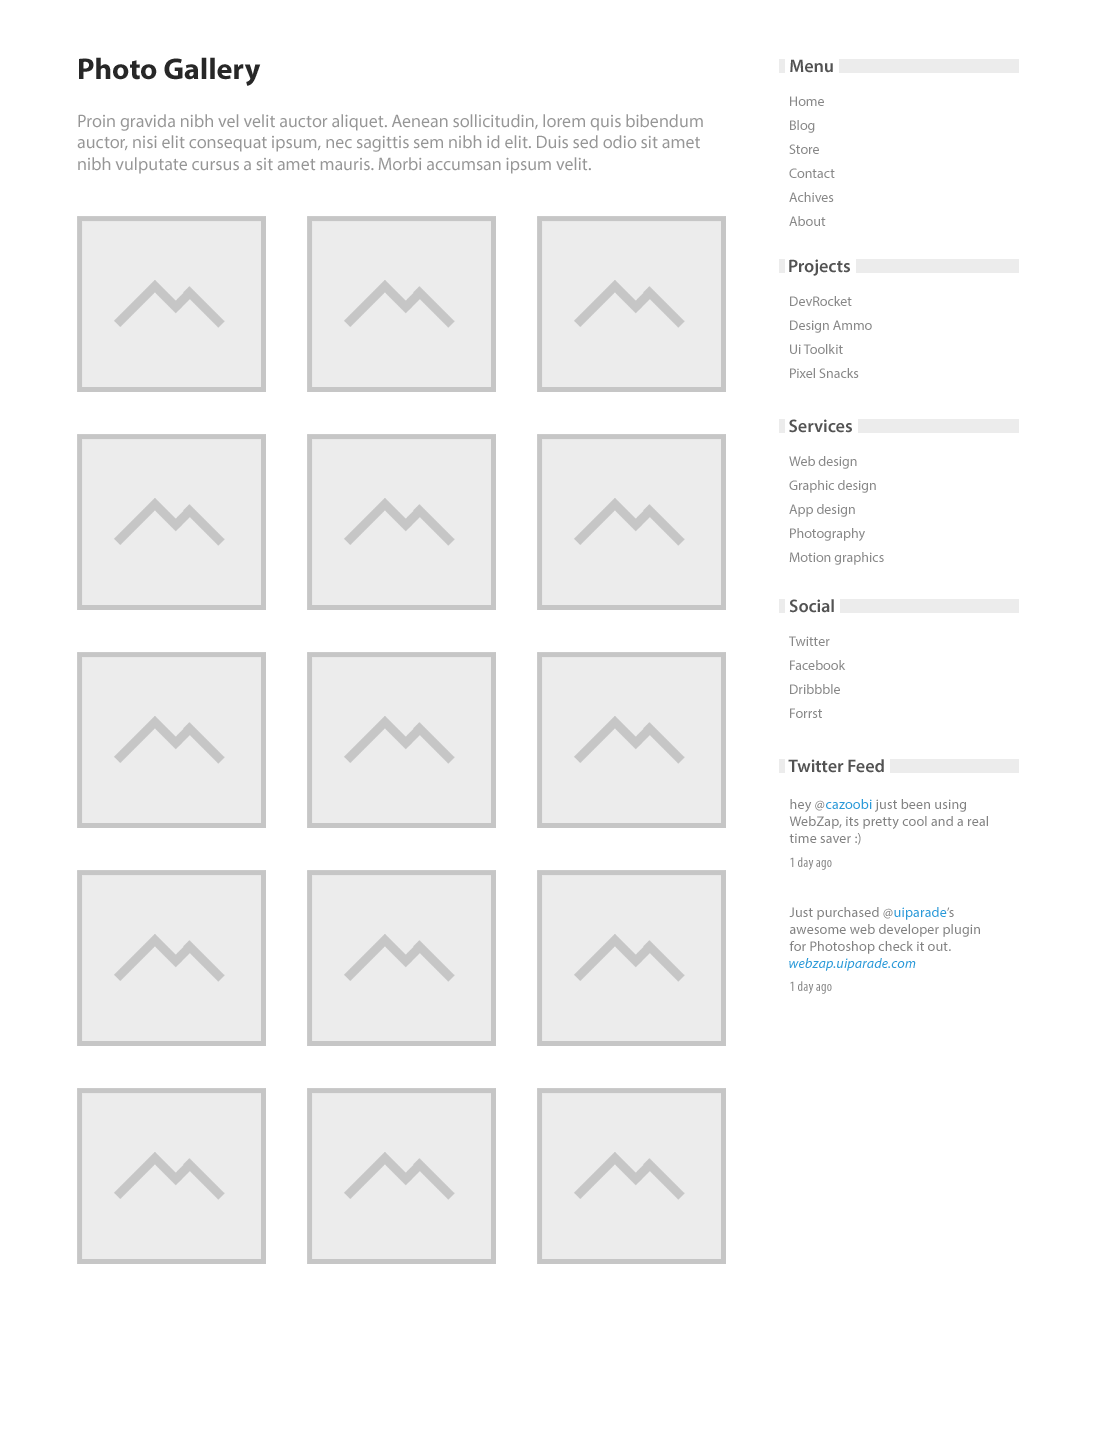 Photo Gallery
Proin gravida nibh vel velit auctor aliquet. Aenean sollicitudin, lorem quis bibendum
auctor, nisi elit consequat ipsum, nec sagittis sem nibh id elit. Duis sed odio sit amet
nibh vulputate cursus a sit amet mauris. Morbi accumsan ipsum velit.
Menu
Home
Blog
Store
Contact
Achives
About
Projects
DevRocket
Design Ammo
Ui Toolkit
Pixel Snacks
Services
Web design
Graphic design
App design
Photography
Motion graphics
Social
Twitter
Facebook
Dribbble
Forrst
Twitter Feed
hey @cazoobi just been using
WebZap, its pretty cool and a real
time saver :)
1 day ago
Just purchased @uiparade's
awesome web developer plugin
for Photoshop check it out.
webzap.uiparade.com
1 day ago